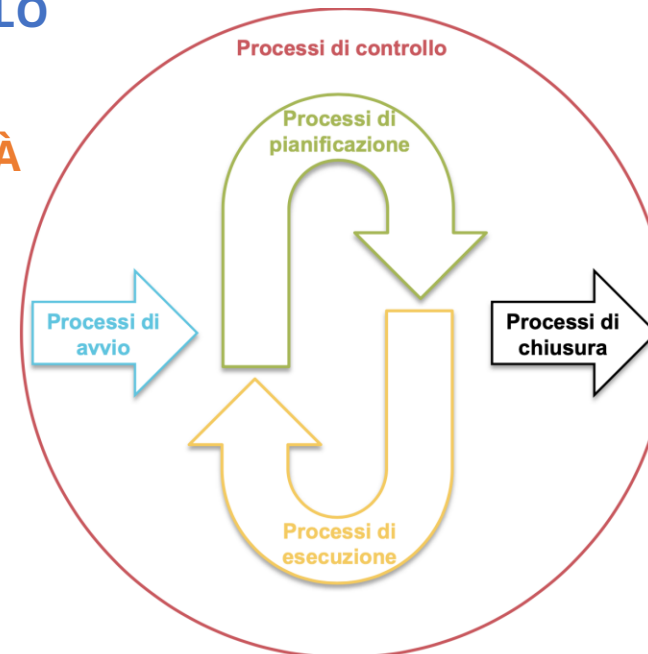 LO
Processi di controllo
À
Processi di
pianificazione
Processi di
avvio
Processi di
chiusura
Processi di
esecuzione